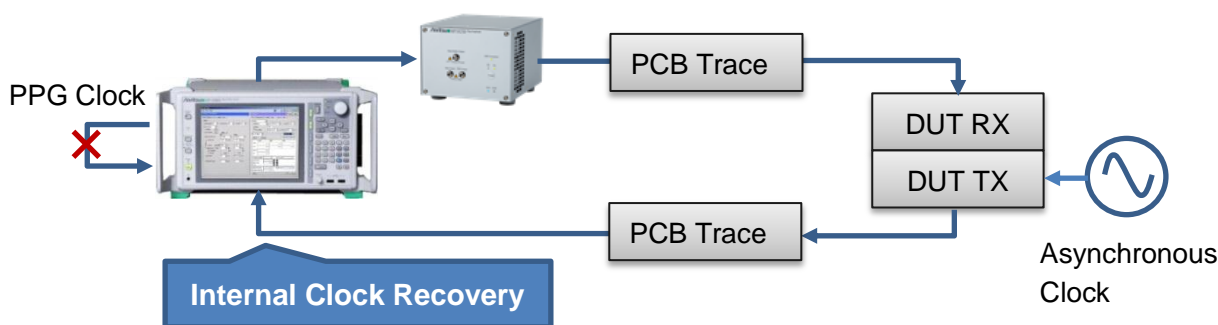 PCB Trace
PPG Clock
DUT RX
DUT TX
PCB Trace
Asynchronous
Clock
Internal Clock Recovery